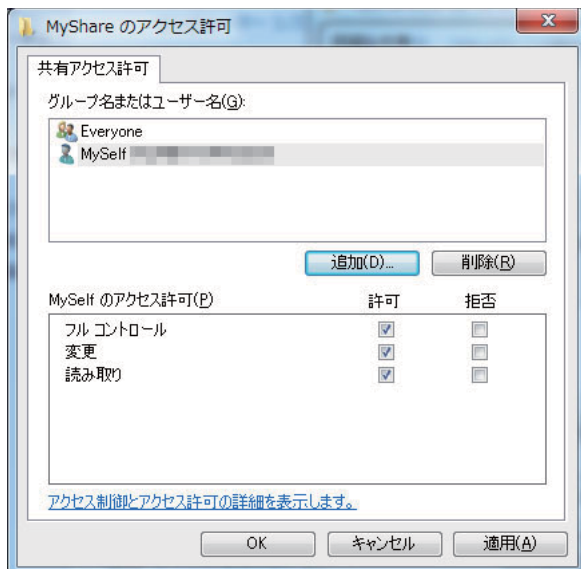 MyShare のアクセス許可
共有アクセス許可
グループ名またはユーザー名(G):
Everyone
MySelf
追加(D)...
削除(R)
MySelf のアクセス許可(P) 許可 拒否
フル コントロール
変更
読み取り
アクセス制御とアクセス許可の詳細を表示します。
OK キャンセル 適用(A)